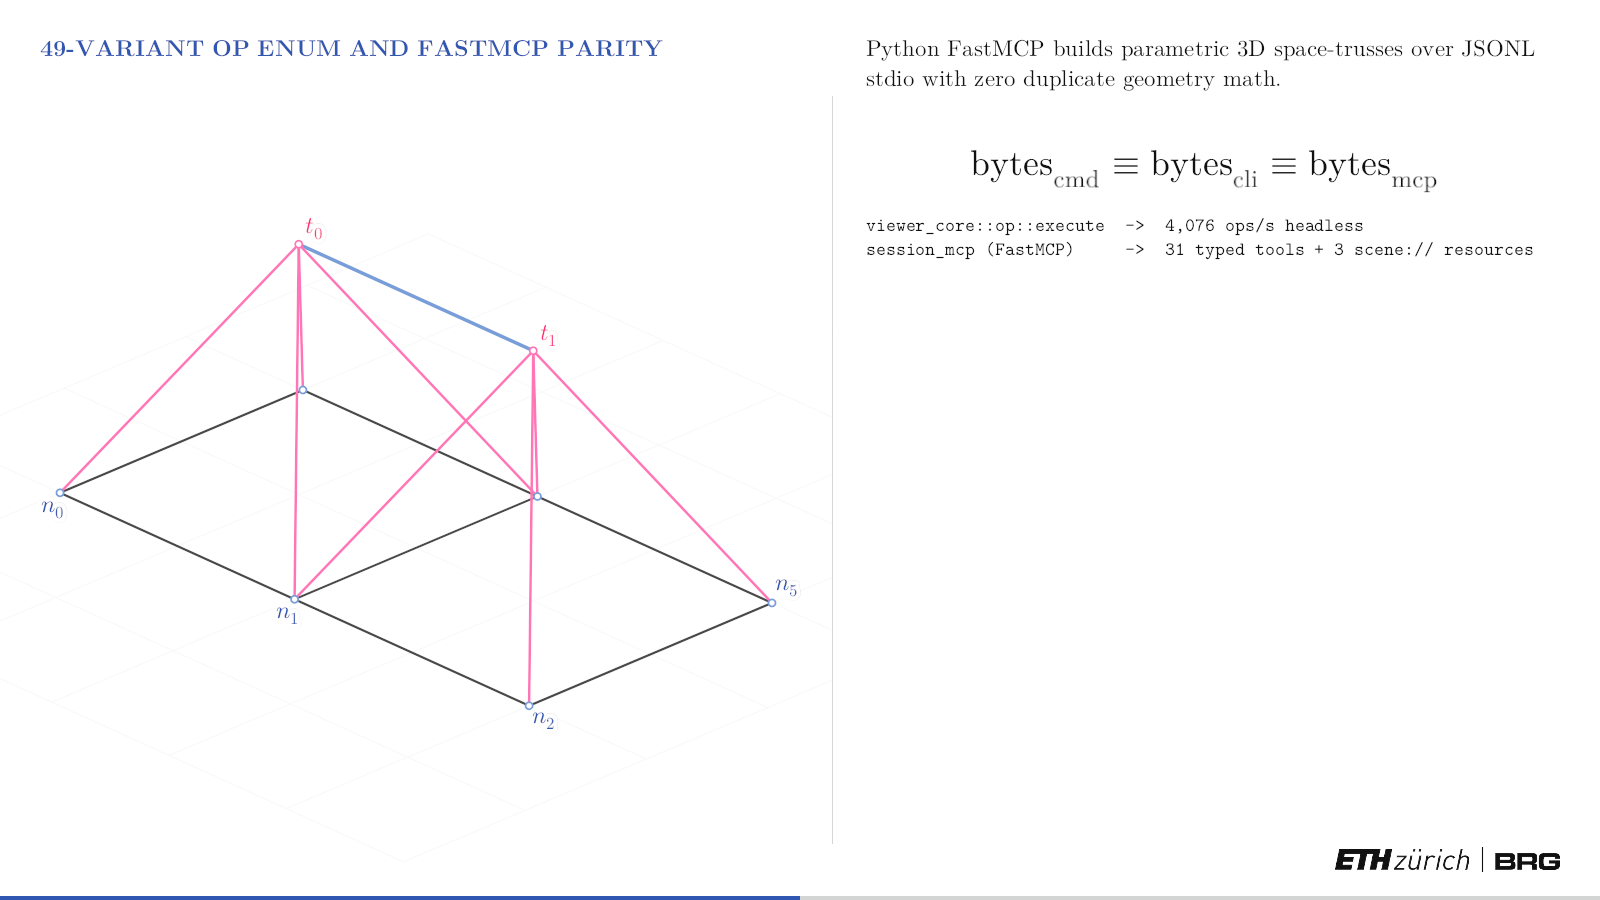 49-VARIANT OP ENUM AND FASTMCP PARITY
Python FastMCP builds parametric 3D space-trusses over JSONL
stdio with zero duplicate geometry math.
bytes_cmd ≡ bytes_cli ≡ bytes_mcp
viewer_core::op::execute -> 4,076 ops/s headless
session_mcp (FastMCP) -> 31 typed tools + 3 scene:// resources
t_0
t_1
n_0
n_1
n_5
n_2
ETH zürich | BRG